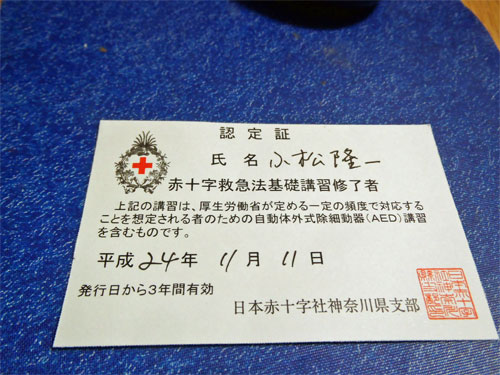 認定証
氏名 小松隆一
赤十字救急法基礎講習修了者
上記の講習は、厚生労働省が定める一定の頻度で対応する
ことを想定される者のための自動体外式除細動器(AED)講習
を含むものです。
平成24年 11月 11日
発行日から3年間有効
日本赤十字社神奈川県支部